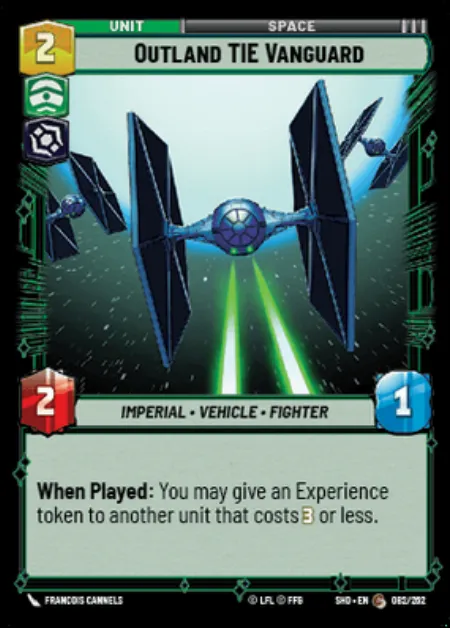 UNIT SPACE
2 OUTLAND TIE VANGUARD
2 IMPERIAL • VEHICLE • FIGHTER 1
When Played: You may give an Experience
token to another unit that costs 3 or less.
FRANCOIS CANNELS © LFL © FFG SHD • EN 082/262